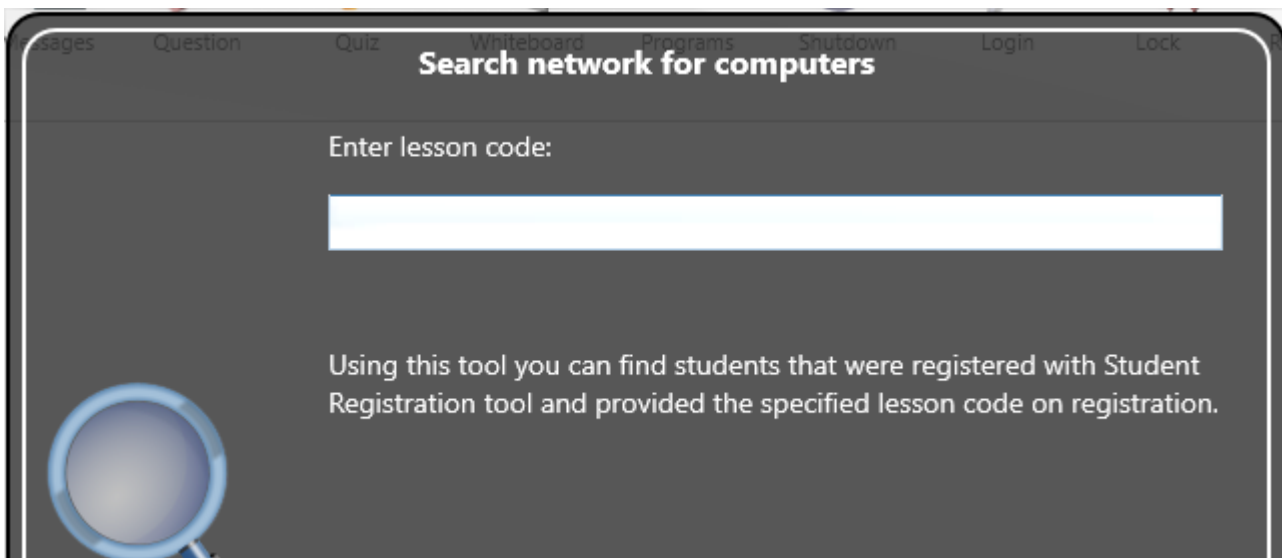 Messages Question Quiz Whiteboard Programs Shutdown Login Lock
Search network for computers
Enter lesson code:
Using this tool you can find students that were registered with Student
Registration tool and provided the specified lesson code on registration.